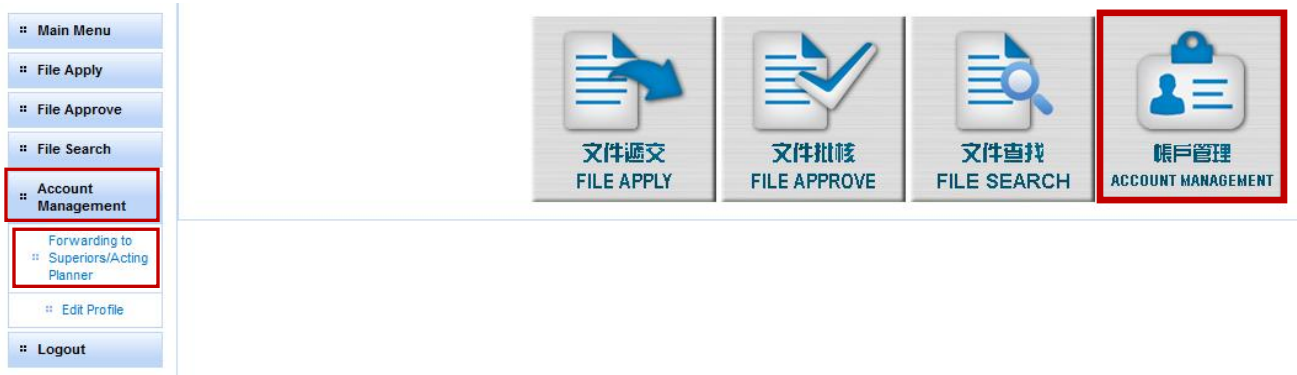 Main Menu
File Apply
File Approve
File Search
Account
Management
Forwarding to
Superiors/Acting
Planner
Edit Profile
Logout
文件遞交
FILE APPLY
文件批核
FILE APPROVE
文件查找
FILE SEARCH
帳戶管理
ACCOUNT MANAGEMENT